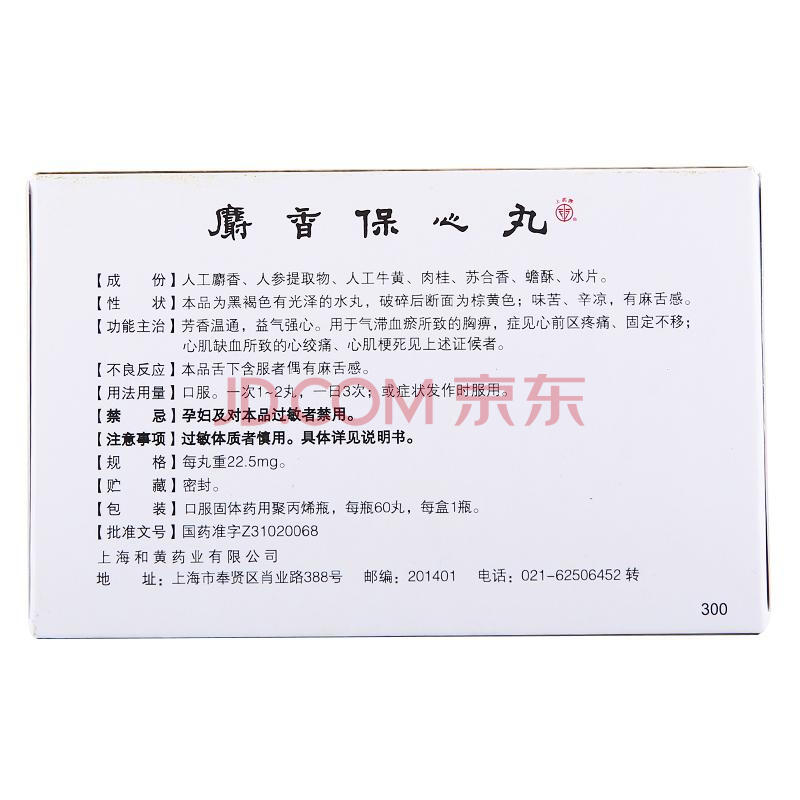 麝香保心丸
【成　份】人工麝香、人参提取物、人工牛黄、肉桂、苏合香、蟾酥、冰片。
【性　状】本品为黑褐色有光泽的水丸，破碎后断面为棕黄色；味苦、辛凉，有麻舌感。
【功能主治】芳香温通，益气强心。用于气滞血瘀所致的胸痹，症见心前区疼痛、固定不移；
心肌缺血所致的心绞痛、心肌梗死见上述证候者。
【不良反应】本品舌下含服者偶有麻舌感。
JD.COM 京东
【用法用量】口服。一次1~2丸，一日3次；或症状发作时服用。
【禁　忌】孕妇及对本品过敏者禁用。
【注意事项】过敏体质者慎用。具体详见说明书。
【规　格】每丸重22.5mg。
【贮　藏】密封。
【包　装】口服固体药用聚丙烯瓶，每瓶60丸，每盒1瓶。
【批准文号】国药准字Z31020068
上海和黄药业有限公司
地　址：上海市奉贤区肖业路388号　邮编：201401　电话：021-62506452 转
300